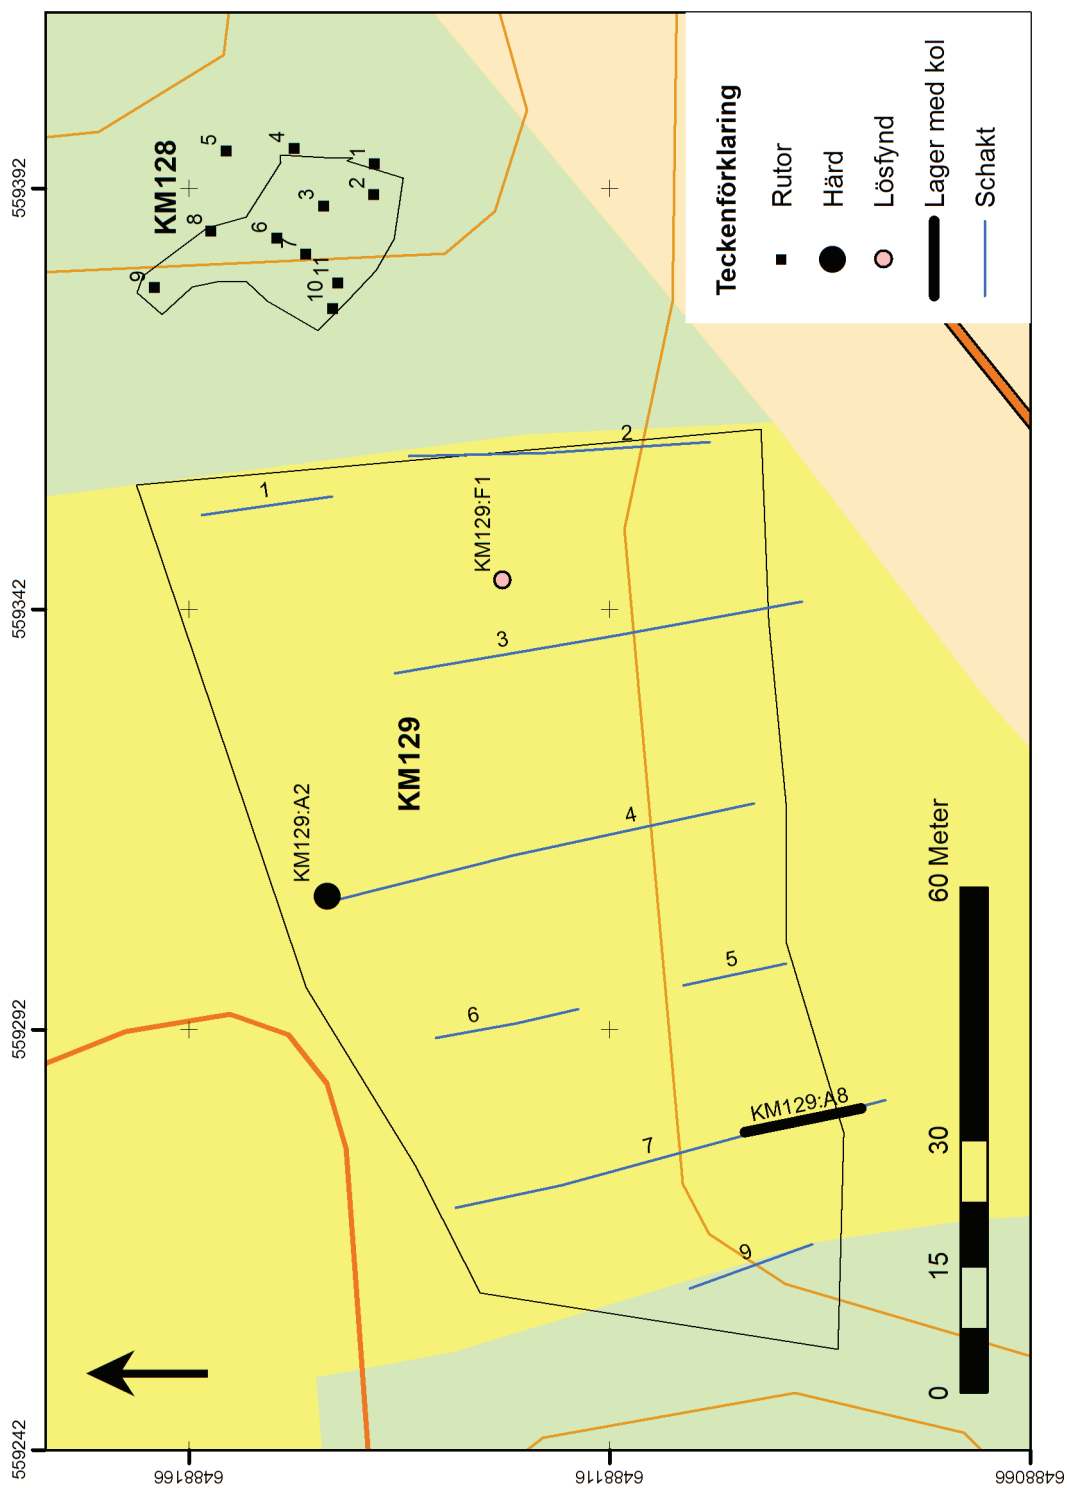 559392
559342
559292
559242
6488166
6488116
6488066
KM128
9
8
5
4
6
7
3
1
2
11
10
KM129
1
2
3
4
5
6
7
9
KM129:F1
KM129:A2
KM129:A8
Teckenförklaring
Rutor
Härd
Lösfynd
Lager med kol
Schakt
0
15
30
60 Meter